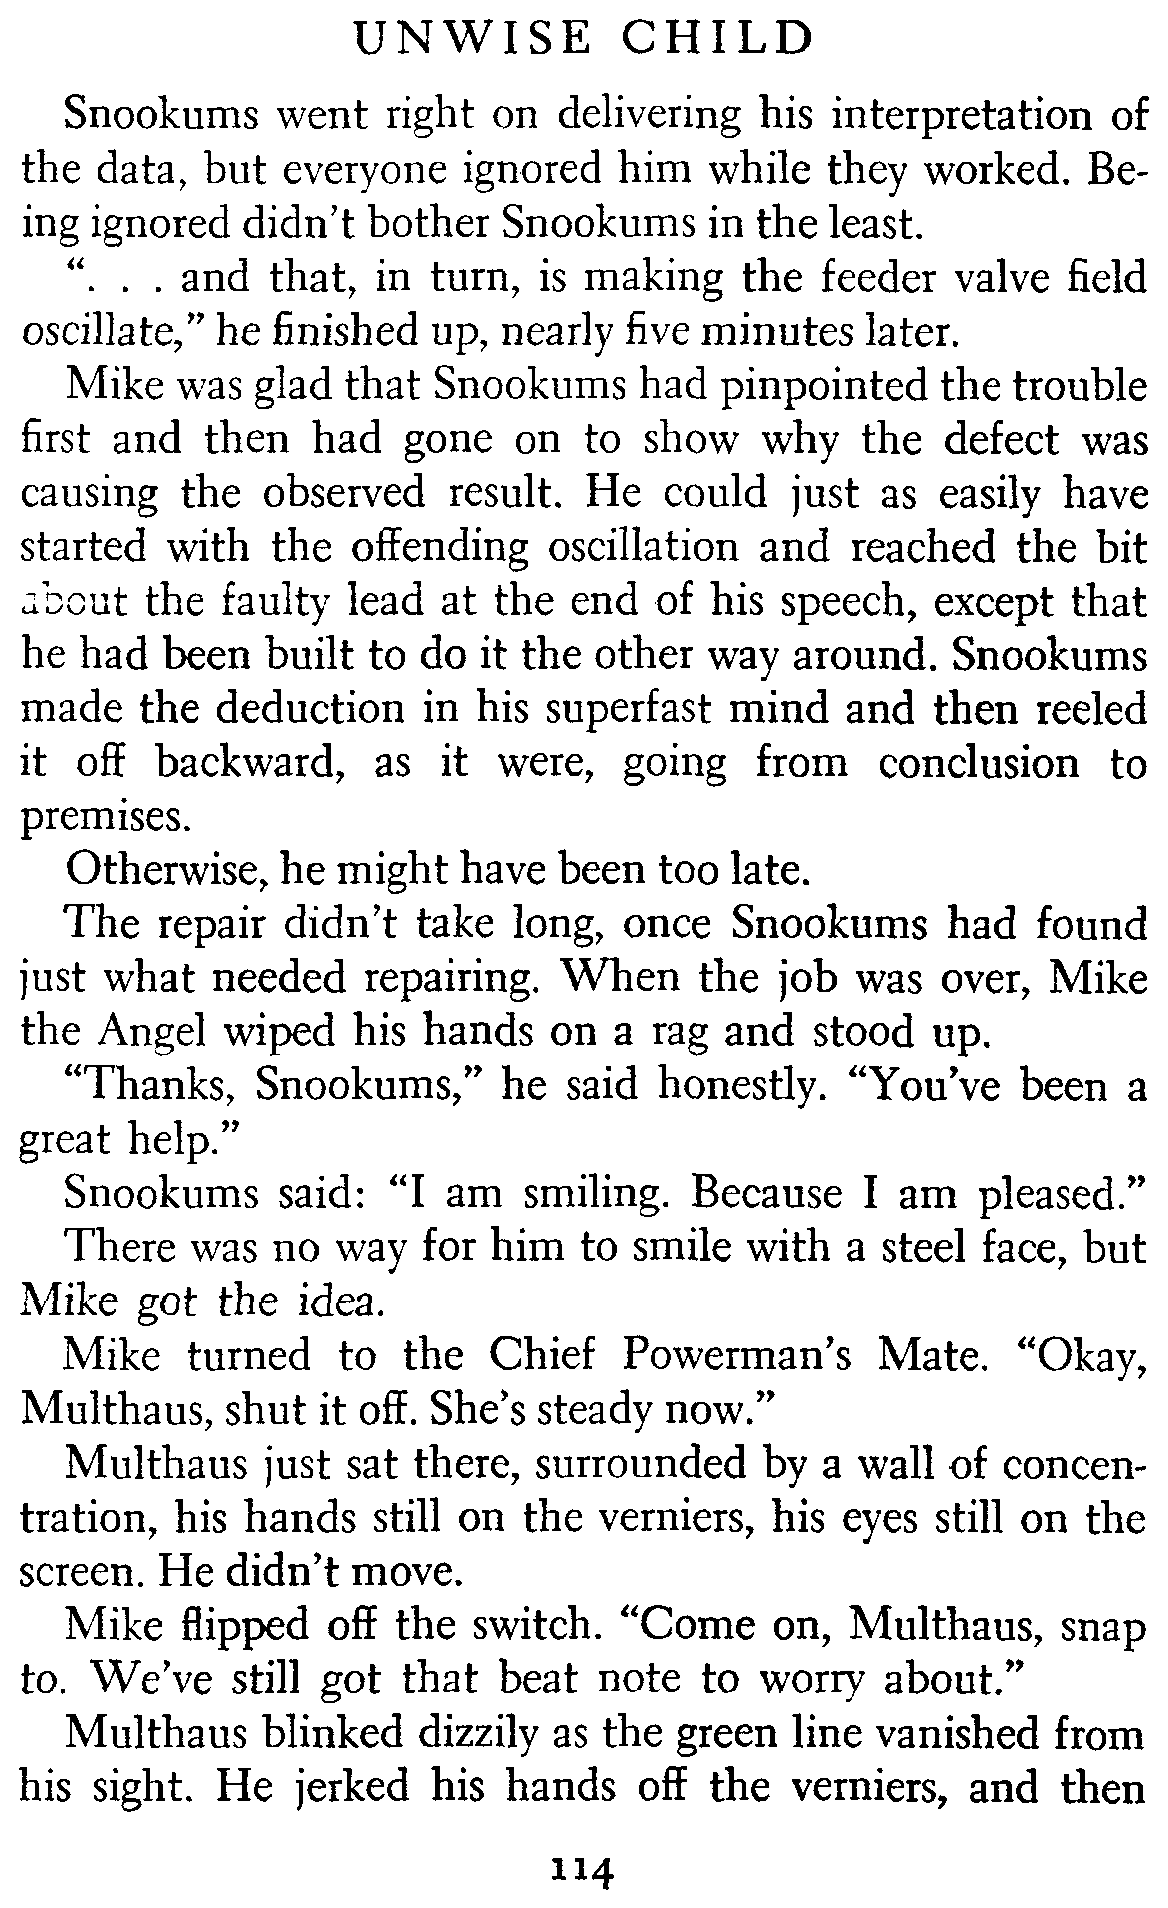 UNWISE CHILD
Snookums went right on delivering his interpretation of
the data, but everyone ignored him while they worked. Be-
ing ignored didn't bother Snookums in the least.
“. . . and that, in turn, is making the feeder valve field
oscillate,” he finished up, nearly five minutes later.
Mike was glad that Snookums had pinpointed the trouble
first and then had gone on to show why the defect was
causing the observed result. He could just as easily have
started with the offending oscillation and reached the bit
about the faulty lead at the end of his speech, except that
he had been built to do it the other way around. Snookums
made the deduction in his superfast mind and then reeled
it off backward, as it were, going from conclusion to
premises.
Otherwise, he might have been too late.
The repair didn't take long, once Snookums had found
just what needed repairing. When the job was over, Mike
the Angel wiped his hands on a rag and stood up.
“Thanks, Snookums,” he said honestly. “You've been a
great help.”
Snookums said: “I am smiling. Because I am pleased.”
There was no way for him to smile with a steel face, but
Mike got the idea.
Mike turned to the Chief Powerman's Mate. “Okay,
Multhaus, shut it off. She's steady now.”
Multhaus just sat there, surrounded by a wall of concen-
tration, his hands still on the verniers, his eyes still on the
screen. He didn't move.
Mike flipped off the switch. “Come on, Multhaus, snap
to. We've still got that beat note to worry about.”
Multhaus blinked dizzily as the green line vanished from
his sight. He jerked his hands off the verniers, and then
114